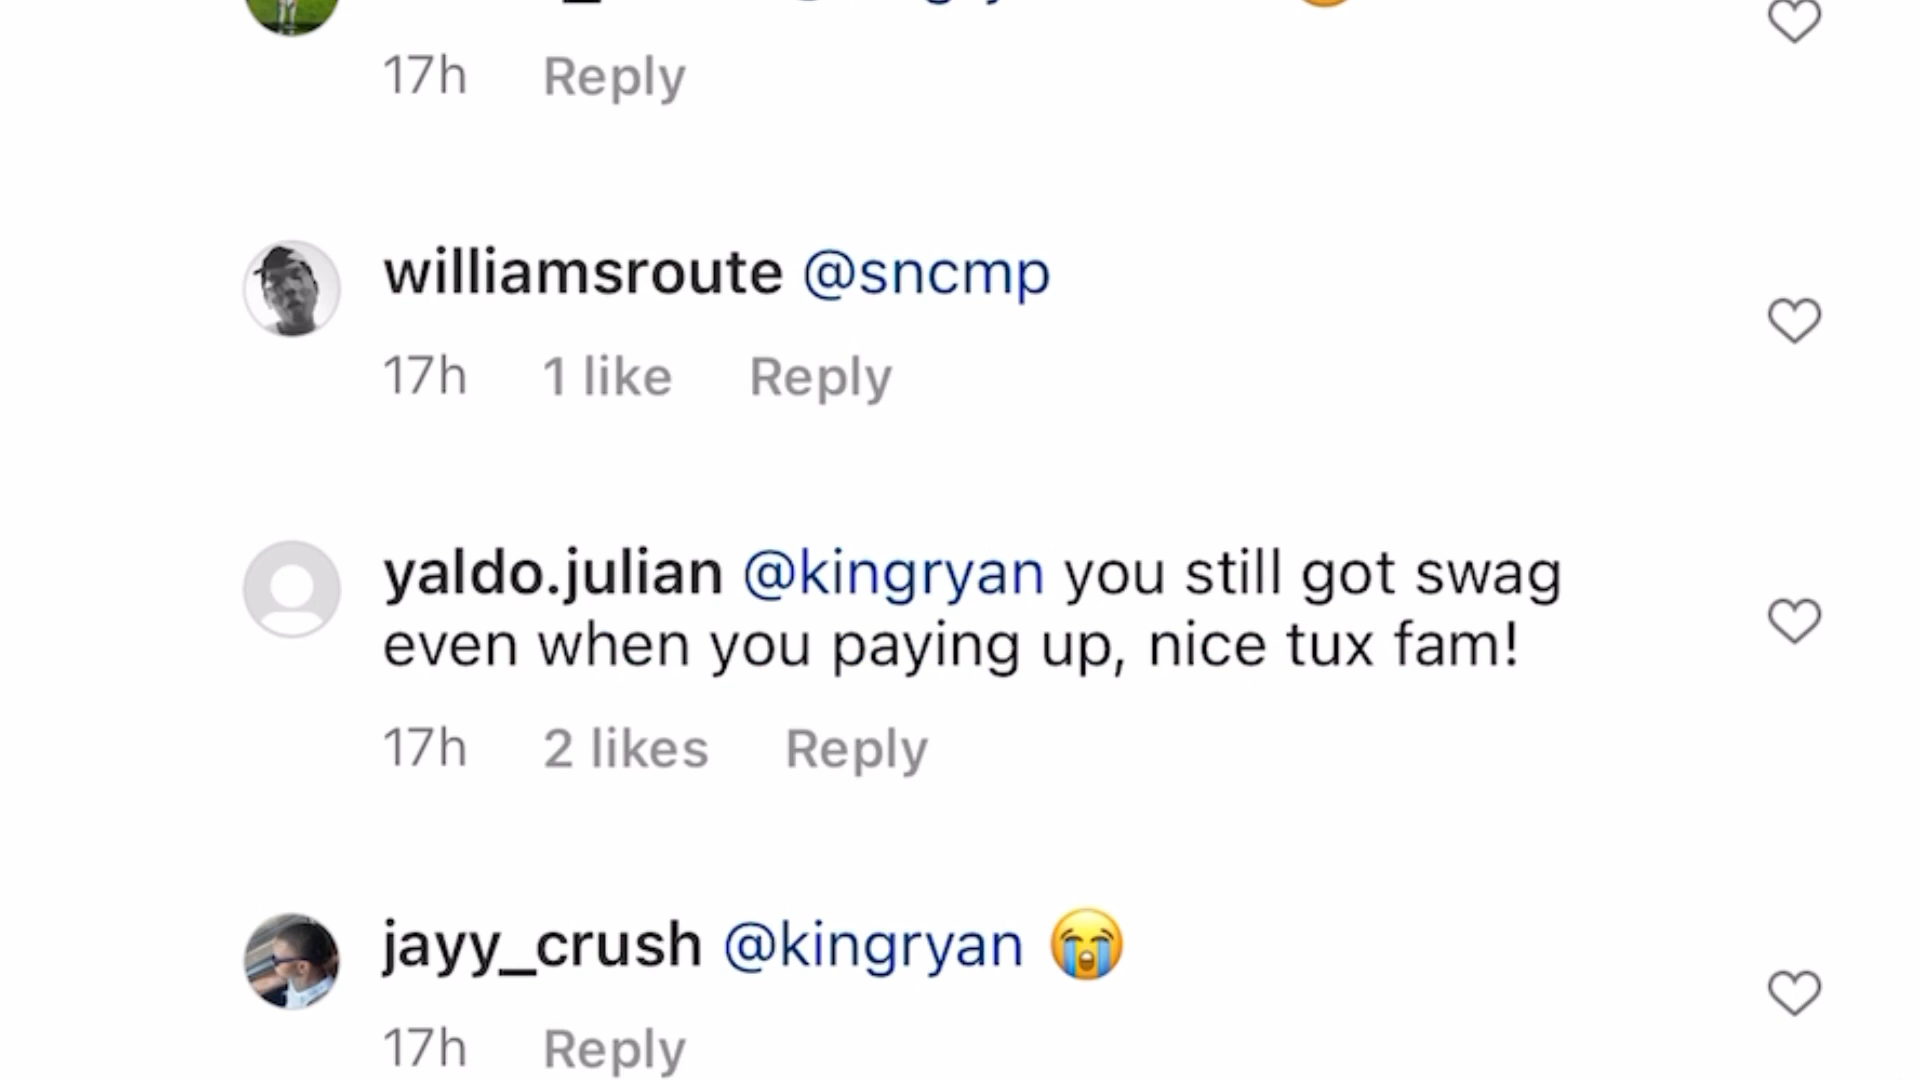 17h Reply
williamsroute @sncmp
17h 1 like Reply
yaldo.julian @kingryan you still got swag
even when you paying up, nice tux fam!
17h 2 likes Reply
jayy_crush @kingryan 😭
17h Reply